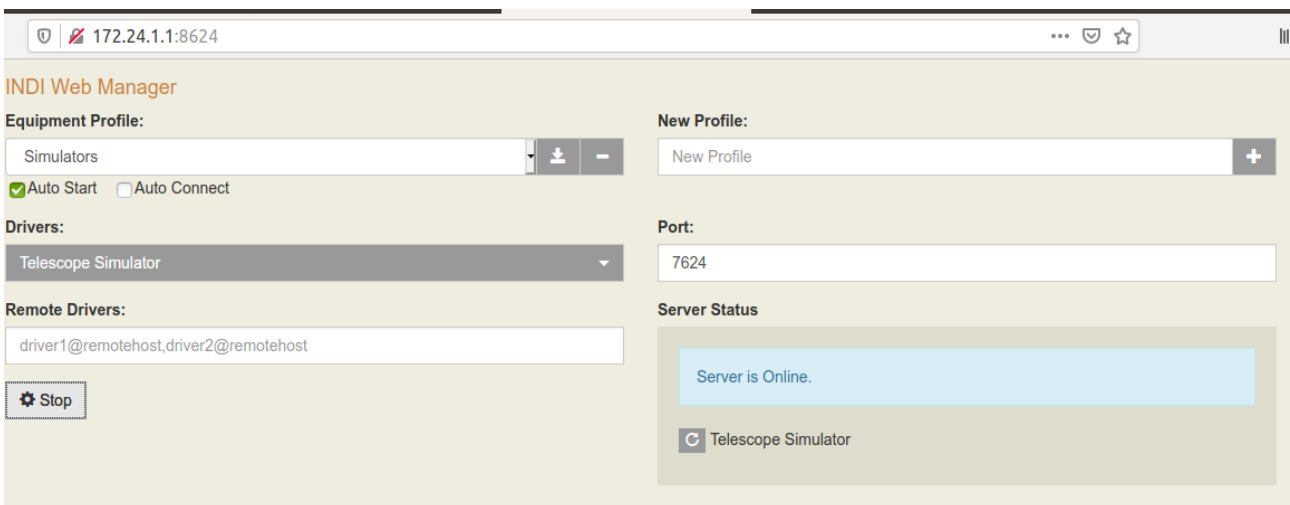 172.24.1.1:8624
INDI Web Manager
Equipment Profile:
Simulators
Auto Start Auto Connect
Drivers:
Telescope Simulator
Remote Drivers:
driver1@remotehost,driver2@remotehost
Stop
New Profile:
New Profile
Port:
7624
Server Status
Server is Online.
Telescope Simulator